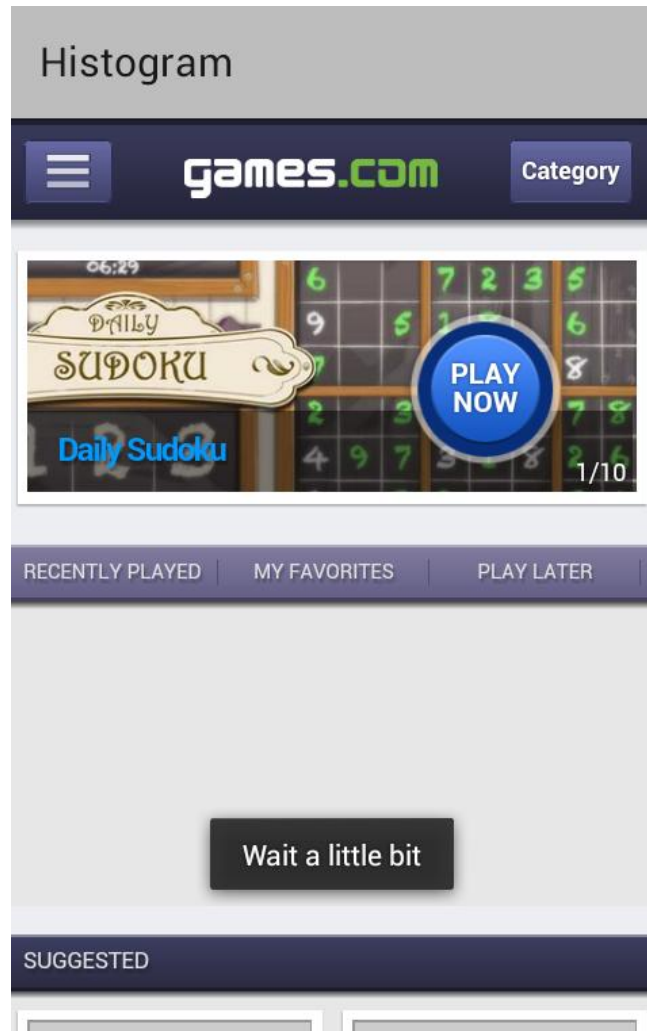 Histogram
games.com
Category
06:29
DAILY
SUDOKU
PLAY
NOW
Daily Sudoku
1/10
RECENTLY PLAYED
MY FAVORITES
PLAY LATER
Wait a little bit
SUGGESTED